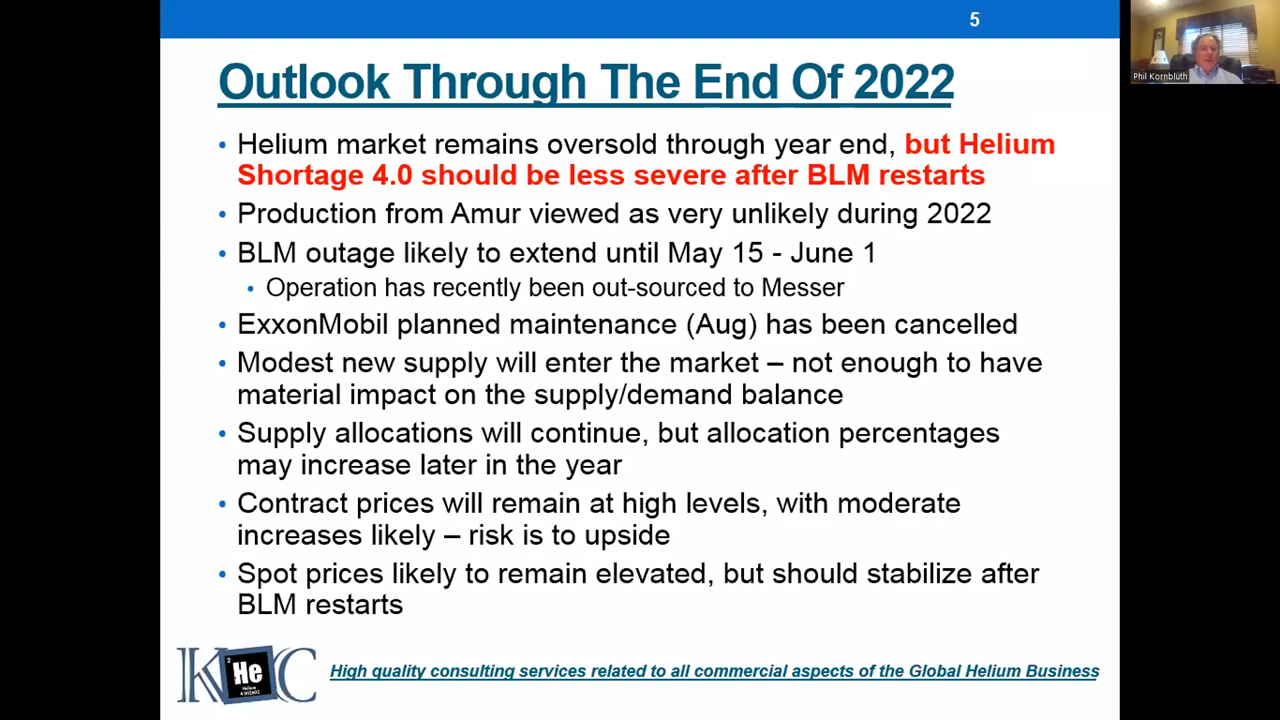 5
Phil Kornbluth
Outlook Through The End Of 2022
• Helium market remains oversold through year end, but Helium
Shortage 4.0 should be less severe after BLM restarts
• Production from Amur viewed as very unlikely during 2022
• BLM outage likely to extend until May 15 - June 1
• Operation has recently been out-sourced to Messer
• ExxonMobil planned maintenance (Aug) has been cancelled
• Modest new supply will enter the market – not enough to have
material impact on the supply/demand balance
• Supply allocations will continue, but allocation percentages
may increase later in the year
• Contract prices will remain at high levels, with moderate
increases likely – risk is to upside
• Spot prices likely to remain elevated, but should stabilize after
BLM restarts
K He C
2
Helium
High quality consulting services related to all commercial aspects of the Global Helium Business